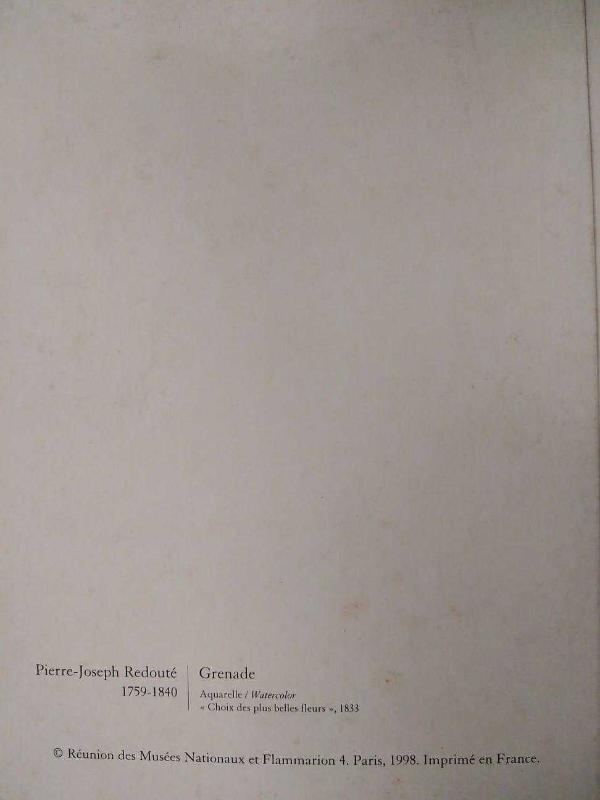 Pierre-Joseph Redouté
1759-1840
Grenade
Aquarelle / Watercolor
« Choix des plus belles fleurs », 1833
© Réunion des Musées Nationaux et Flammarion 4. Paris, 1998. Imprimé en France.